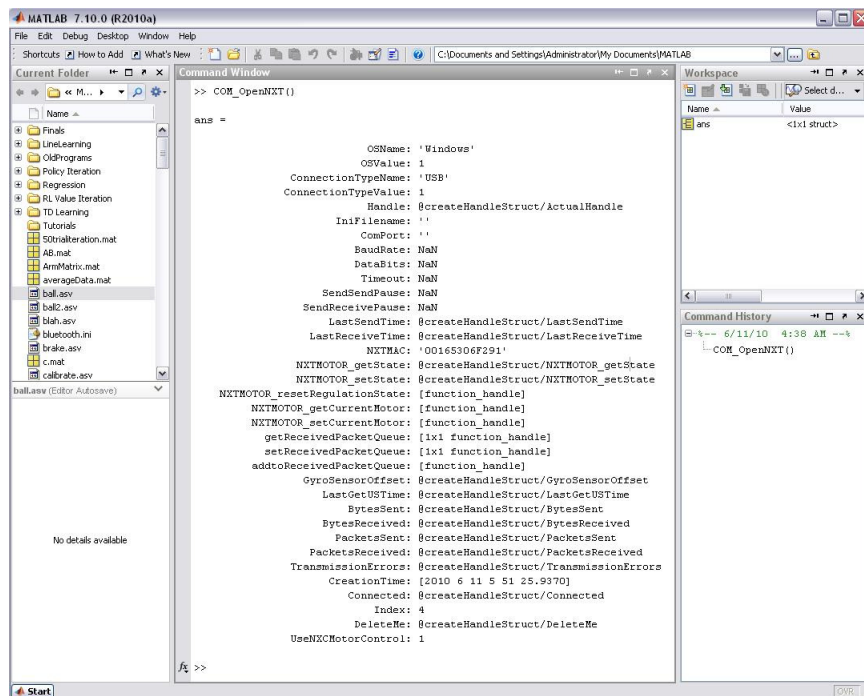 MATLAB 7.10.0 (R2010a)
File Edit Debug Desktop Window Help
Shortcuts How to Add What's New C:\Documents and Settings\Administrator\My Documents\MATLAB
Current Folder
« M...
Name
Finals
LineLearning
OldPrograms
Policy Iteration
Regression
RL Value Iteration
TD Learning
Tutorials
50trialiteration.mat
AB.mat
ArmMatrix.mat
averageData.mat
ball.asv
ball2.asv
blah.asv
bluetooth.ini
brake.asv
c.mat
calibrate.asv
ball.asv (Editor Autosave)
No details available
Command Window
>> COM_OpenNXT()
ans =
OSName: 'Windows'
OSValue: 1
ConnectionTypeName: 'USB'
ConnectionTypeValue: 1
Handle: @createHandleStruct/ActualHandle
IniFilename: ''
ComPort: ''
BaudRate: NaN
DataBits: NaN
Timeout: NaN
SendSendPause: NaN
SendReceivePause: NaN
LastSendTime: @createHandleStruct/LastSendTime
LastReceiveTime: @createHandleStruct/LastReceiveTime
NXTMAC: '00165306F291'
NXTMOTOR_getState: @createHandleStruct/NXTMOTOR_getState
NXTMOTOR_setState: @createHandleStruct/NXTMOTOR_setState
NXTMOTOR_resetRegulationState: [function_handle]
NXTMOTOR_getCurrentMotor: [function_handle]
NXTMOTOR_setCurrentMotor: [function_handle]
getReceivedPacketQueue: [1x1 function_handle]
setReceivedPacketQueue: [1x1 function_handle]
addtoReceivedPacketQueue: [function_handle]
GyroSensorOffset: @createHandleStruct/GyroSensorOffset
LastGetUSTime: @createHandleStruct/LastGetUSTime
BytesSent: @createHandleStruct/BytesSent
BytesReceived: @createHandleStruct/BytesReceived
PacketsSent: @createHandleStruct/PacketsSent
PacketsReceived: @createHandleStruct/PacketsReceived
TransmissionErrors: @createHandleStruct/TransmissionErrors
CreationTime: [2010 6 11 5 51 25.9370]
Connected: @createHandleStruct/Connected
Index: 4
DeleteMe: @createHandleStruct/DeleteMe
UseNXCMotorControl: 1
fx >>
Workspace
Select d...
Name Value
ans <1x1 struct>
Command History
%-- 6/11/10 4:38 AM --%
COM_OpenNXT()
Start
OVR